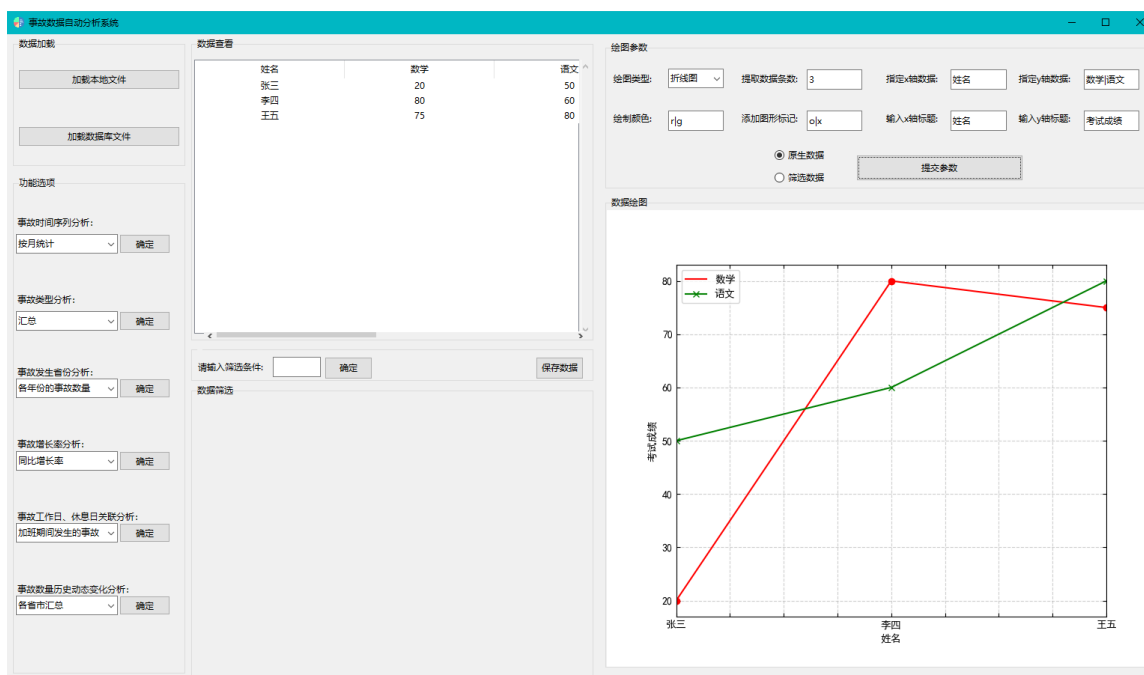 事故数据自动分析系统
数据加载
加载本地文件
加载数据库文件
功能选项
事故时间序列分析:
按月统计 确定
事故类型分析:
汇总 确定
事故发生省份分析:
各年份的事故数量 确定
事故增长率分析:
同比增长率 确定
事故工作日、休息日关联分析:
加班期间发生的事故 确定
事故数量历史动态变化分析:
各省市汇总 确定
数据查看
姓名 数学 语文
张三 20 50
李四 80 60
王五 75 80
请输入筛选条件: 确定 保存数据
数据筛选
绘图参数
绘图类型: 折线图 提取数据条数: 3 指定x轴数据: 姓名 指定y轴数据: 数学|语文
绘制颜色: r|g 添加图形标记: o|x 输入x轴标题: 姓名 输入y轴标题: 考试成绩
原生数据
筛选数据
提交参数
数据绘图
数学
语文
80
70
60
50
40
30
20
考试成绩
张三 李四 王五
姓名